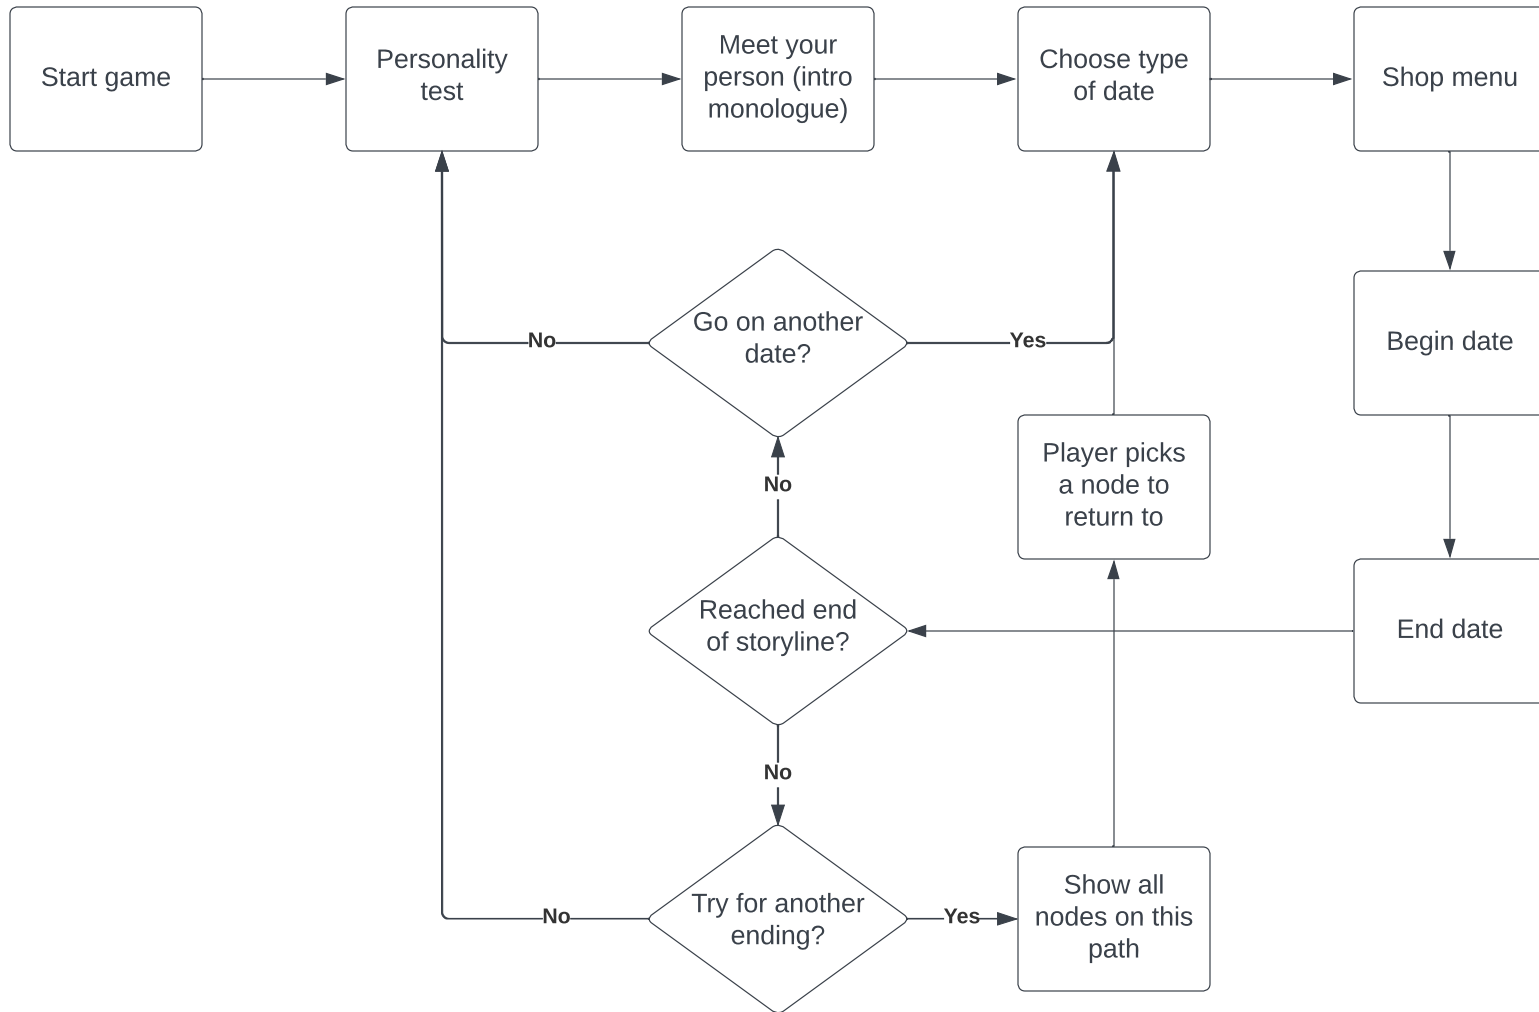 Start game
Personality
test
Meet your
person (intro
monologue)
Choose type
of date
Shop menu
Go on another
date?
No
Yes
Begin date
No
Player picks
a node to
return to
Reached end
of storyline?
End date
No
Try for another
ending?
No
Yes
Show all
nodes on this
path